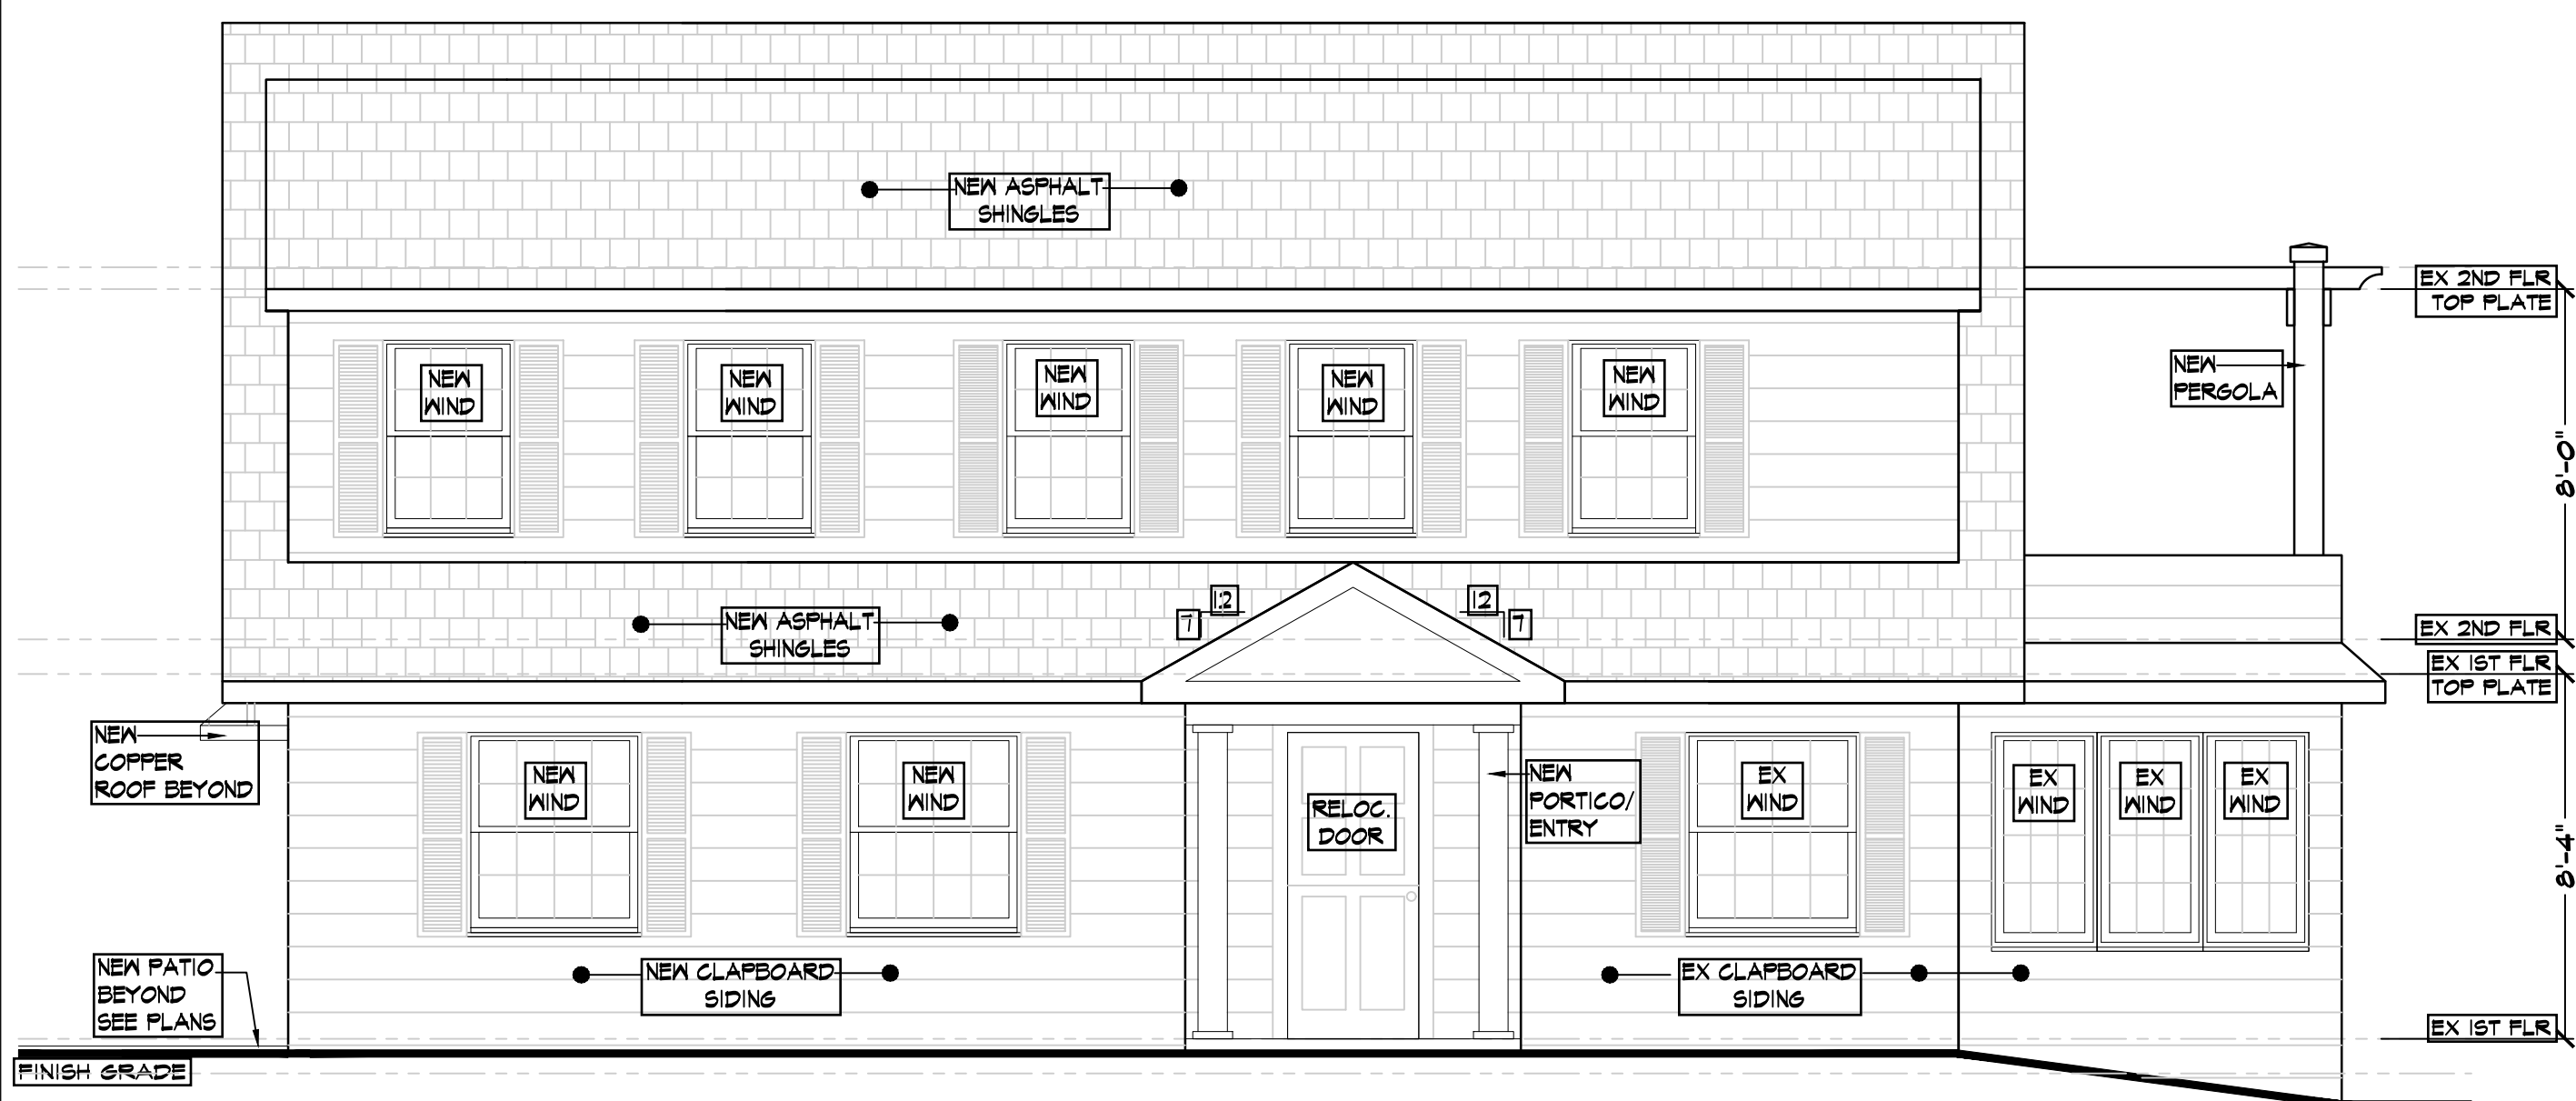 NEW ASPHALT
SHINGLES
EX 2ND FLR
TOP PLATE
NEW
WIND
NEW
WIND
NEW
WIND
NEW
WIND
NEW
WIND
NEW
PERGOLA
8'-0"
12
7
12
7
NEW ASPHALT
SHINGLES
EX 2ND FLR
EX 1ST FLR
TOP PLATE
NEW
COPPER
ROOF BEYOND
NEW
WIND
NEW
WIND
RELOC.
DOOR
NEW
PORTICO/
ENTRY
EX
WIND
EX
WIND
EX
WIND
EX
WIND
8'-4"
NEW PATIO
BEYOND
SEE PLANS
NEW CLAPBOARD
SIDING
EX CLAPBOARD
SIDING
EX 1ST FLR
FINISH GRADE